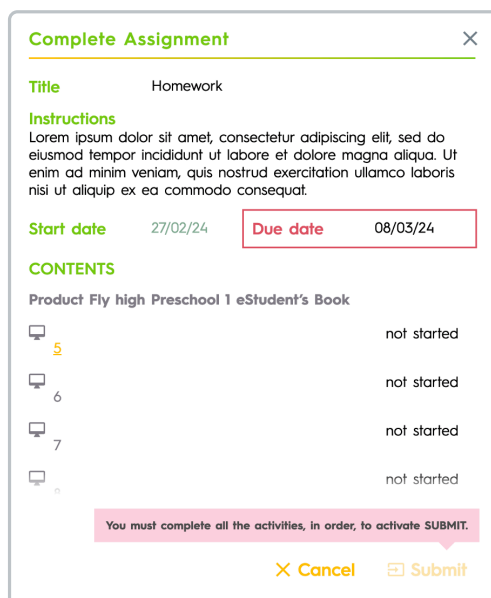 Complete Assignment
Title Homework
Instructions
Lorem ipsum dolor sit amet, consectetur adipiscing elit, sed do
eiusmod tempor incididunt ut labore et dolore magna aliqua. Ut
enim ad minim veniam, quis nostrud exercitation ullamco laboris
nisi ut aliquip ex ea commodo consequat.
Start date 27/02/24 Due date 08/03/24
CONTENTS
Product Fly high Preschool 1 eStudent's Book
5 not started
6 not started
7 not started
not started
You must complete all the activities, in order, to activate SUBMIT.
Cancel Submit